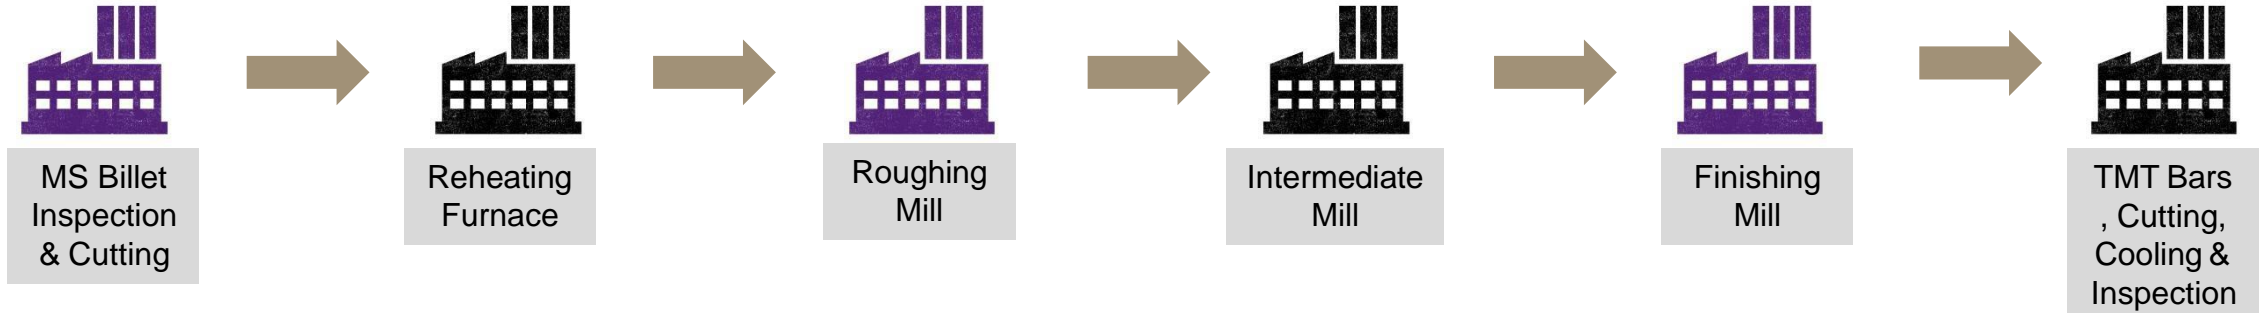 MS Billet
Inspection
& Cutting
Reheating
Furnace
Roughing
Mill
Intermediate
Mill
Finishing
Mill
TMT Bars
, Cutting,
Cooling &
Inspection